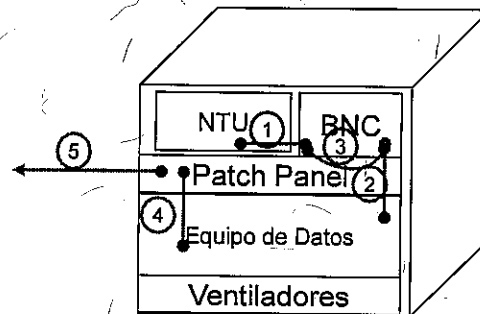 NTU 1 BNC
3
5
Patch Panel 2
4
Equipo de Datos
Ventiladores